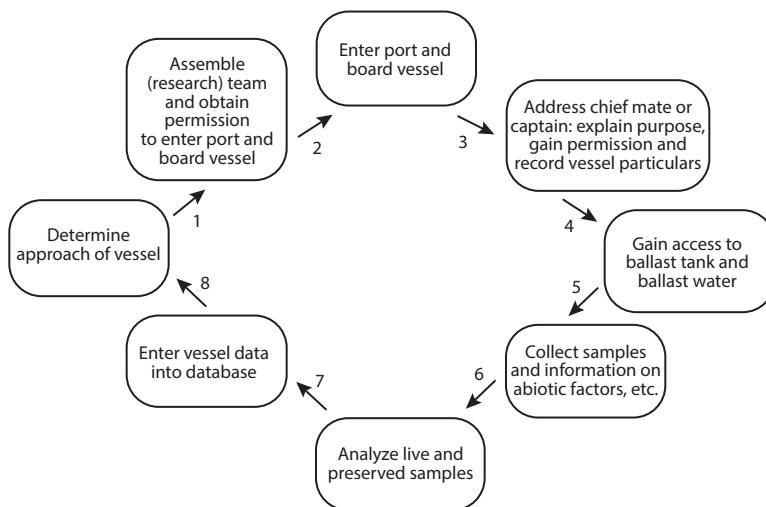 Enter port and
board vessel
Assemble
(research) team
and obtain
permission
to enter port and
board vessel
2
3
Address chief mate or
captain: explain purpose,
gain permission and
record vessel particulars
1
4
Determine
approach of vessel
Gain access to
ballast tank and
ballast water
8
5
Enter vessel data
into database
Collect samples
and information on
abiotic factors, etc.
7
6
Analyze live and
preserved samples